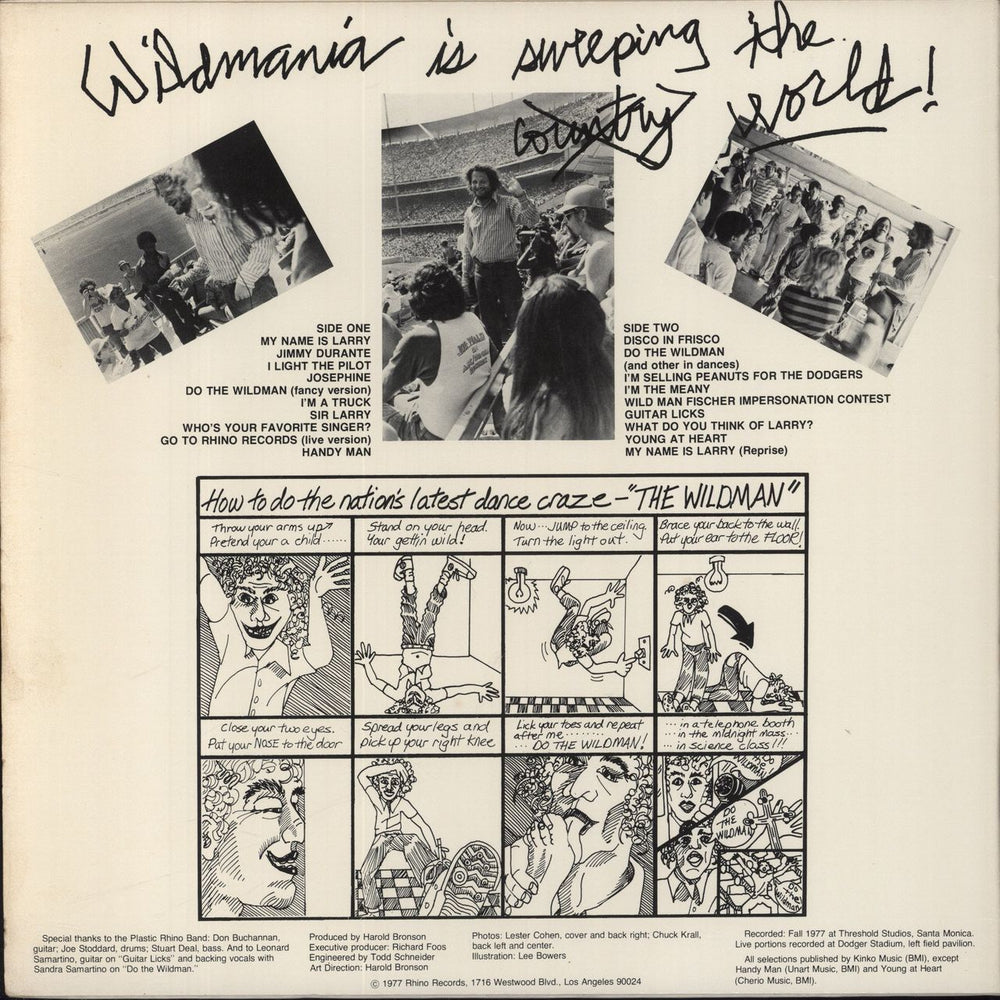 Wildmania is sweeping the
country world!
SIDE ONE
MY NAME IS LARRY
JIMMY DURANTE
I LIGHT THE PILOT
JOSEPHINE
DO THE WILDMAN (fancy version)
I'M A TRUCK
SIR LARRY
WHO'S YOUR FAVORITE SINGER?
GO TO RHINO RECORDS (live version)
HANDY MAN
SIDE TWO
DISCO IN FRISCO
DO THE WILDMAN
(and other in dances)
I'M SELLING PEANUTS FOR THE DODGERS
I'M THE MEANY
WILD MAN FISCHER IMPERSONATION CONTEST
GUITAR LICKS
WHAT DO YOU THINK OF LARRY?
YOUNG AT HEART
MY NAME IS LARRY (Reprise)
How to do the nation's latest dance craze - "THE WILDMAN"
Throw your arms up
Pretend your a child......
Stand on your head.
Your gettin wild!
Now... JUMP to the ceiling.
Turn the light out.
Brace your back to the wall.
Put your ear to the FLOOR!
Close your two eyes.
Pat your NOSE to the door
Spread your legs and
pick up your right knee
Lick your toes and repeat
after me........
... DO THE WILDMAN!
... in a telephone booth
... in the midnight mass...
... in science class!!!
DO
THE
WILDMAN
Do
the
Wildman
Special thanks to the Plastic Rhino Band: Don Buchannan,
guitar; Joe Stoddard, drums; Stuart Deal, bass. And to Leonard
Samartino, guitar on "Guitar Licks" and backing vocals with
Sandra Samartino on "Do the Wildman."
Produced by Harold Bronson
Executive producer: Richard Foos
Engineered by Todd Schneider
Art Direction: Harold Bronson
Photos: Lester Cohen, cover and back right; Chuck Krall,
back left and center.
Illustration: Lee Bowers
© 1977 Rhino Records, 1716 Westwood Blvd., Los Angeles 90024
Recorded: Fall 1977 at Threshold Studios, Santa Monica.
Live portions recorded at Dodger Stadium, left field pavilion.
All selections published by Kinko Music (BMI), except
Handy Man (Unart Music, BMI) and Young at Heart
(Cherio Music, BMI).